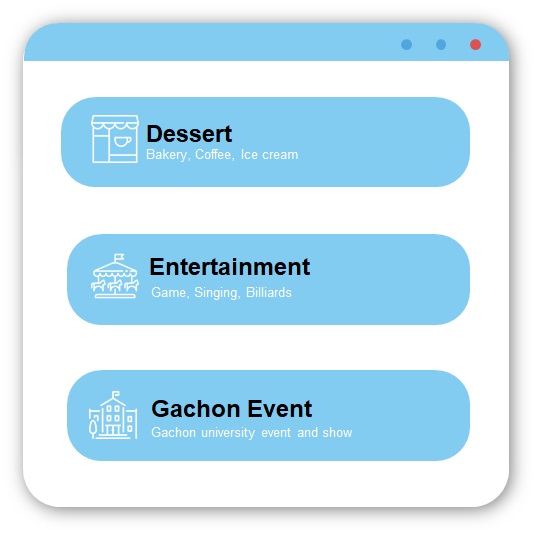 Dessert
Bakery, Coffee, Ice cream
Entertainment
Game, Singing, Billiards
Gachon Event
Gachon university event and show